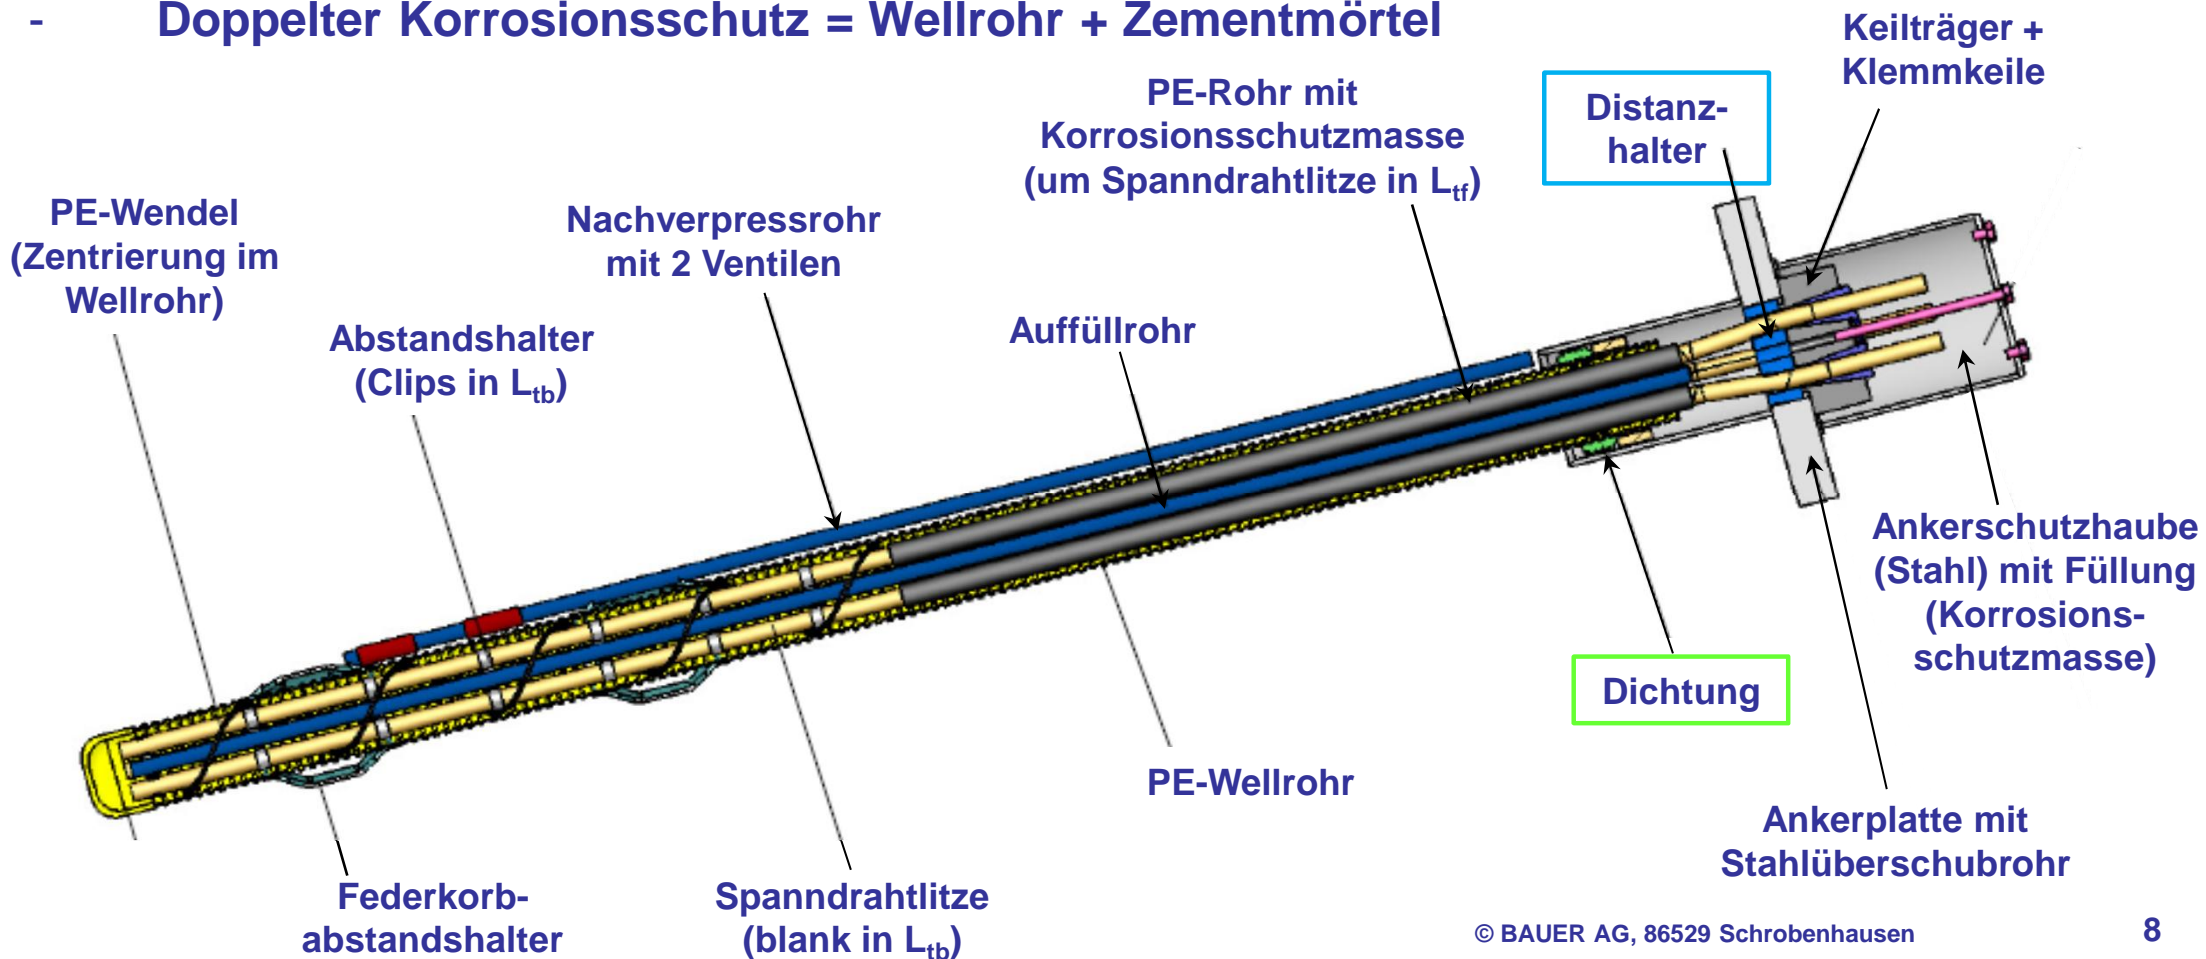 - Doppelter Korrosionsschutz = Wellrohr + Zementmörtel
Keilträger +
Klemmkeile
PE-Rohr mit
Korrosionsschutzmasse
(um Spanndrahtlitze in Ltf)
Distanz-
halter
PE-Wendel
(Zentrierung im
Wellrohr)
Nachverpressrohr
mit 2 Ventilen
Abstandshalter
(Clips in Ltb)
Auffüllrohr
Ankerschutzhaube
(Stahl) mit Füllung
(Korrosions-
schutzmasse)
Dichtung
PE-Wellrohr
Ankerplatte mit
Stahlüberschubrohr
Federkorb-
abstandshalter
Spanndrahtlitze
(blank in Ltb)
© BAUER AG, 86529 Schrobenhausen
8